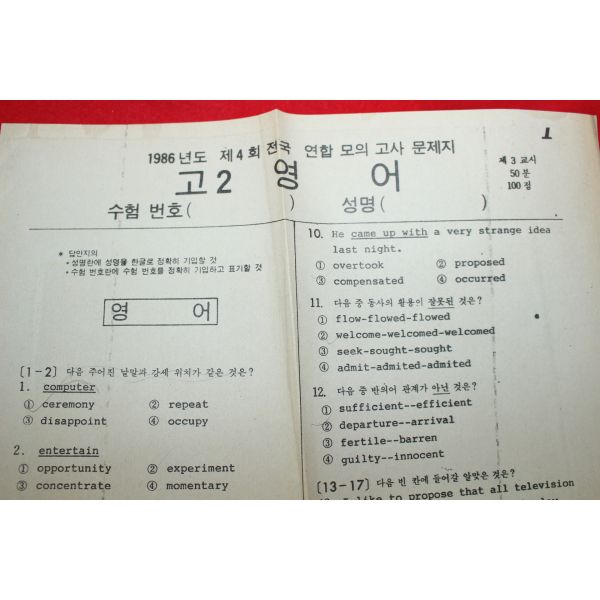 1
1986년도 제4회 전국 연합 모의 고사 문제지
고2 영 어
제 3 교시
50분
100점
수험 번호( ) 성명( )
* 답안지의
• 성명란에 성명을 한글로 정확히 기입할 것
• 수험 번호란에 수험 번호를 정확히 기입하고 표기할 것
영 어
[1-2] 다음 주어진 낱말과 강세 위치가 같은 것은?
1. computer
① ceremony ② repeat
③ disappoint ④ occupy
2. entertain
① opportunity ② experiment
③ concentrate ④ momentary
10. He came up with a very strange idea
last night.
① overtook ② proposed
③ compensated ④ occurred
11. 다음 중 동사의 활용이 잘못된 것은?
① flow-flowed-flowed
② welcome-welcomed-welcomed
③ seek-sought-sought
④ admit-admited-admited
12. 다음 중 반의어 관계가 아닌 것은?
① sufficient--efficient
② departure--arrival
③ fertile--barren
④ guilty--innocent
[13-17] 다음 빈 칸에 들어갈 알맞은 것은?
like to propose that all television